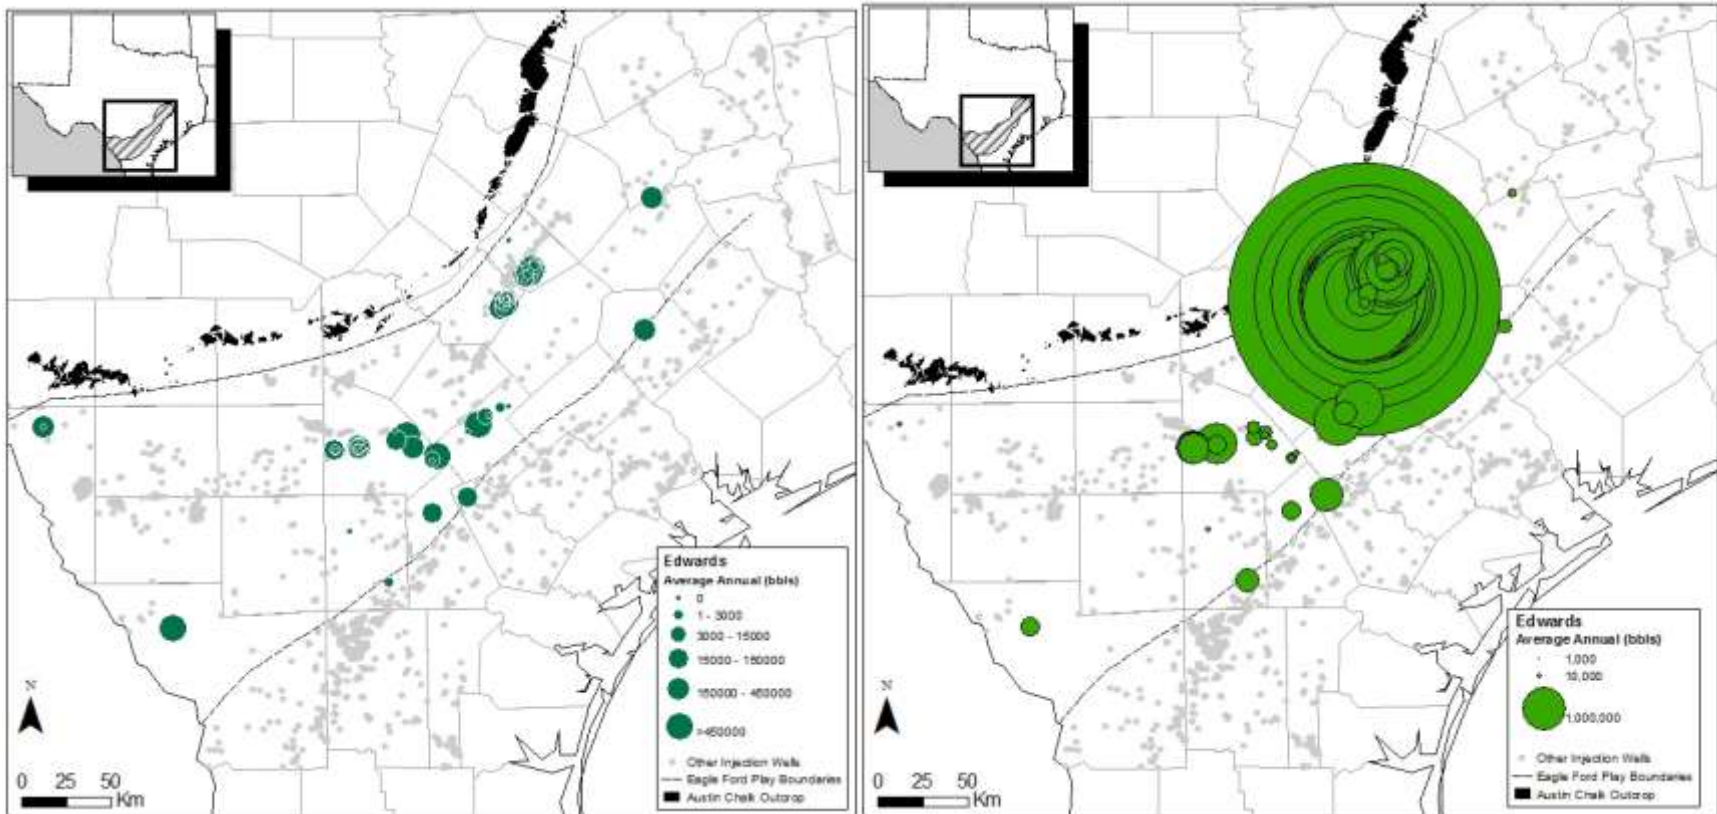 Edwards
Average Annual (bbls)
0
1 - 3000
3000 - 15000
15000 - 150000
150000 - 450000
>450000
Other Injection Wells
Eagle Ford Play Boundaries
Austin Chalk Outcrop
N
0 25 50
Km
Edwards
Average Annual (bbls)
1,000
10,000
1,000,000
Other Injection Wells
Eagle Ford Play Boundaries
Austin Chalk Outcrop
N
0 25 50
Km